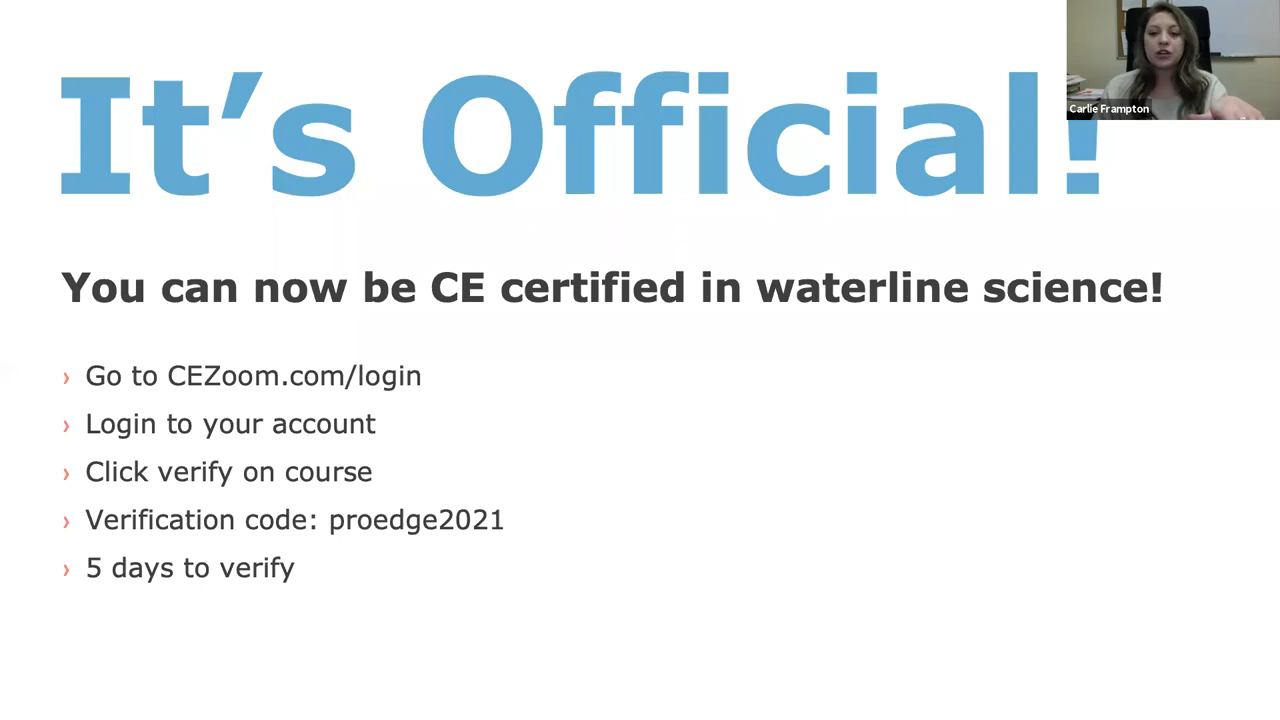 It’s Official!
Carlie Frampton
You can now be CE certified in waterline science!
› Go to CEZoom.com/login
› Login to your account
› Click verify on course
› Verification code: proedge2021
› 5 days to verify